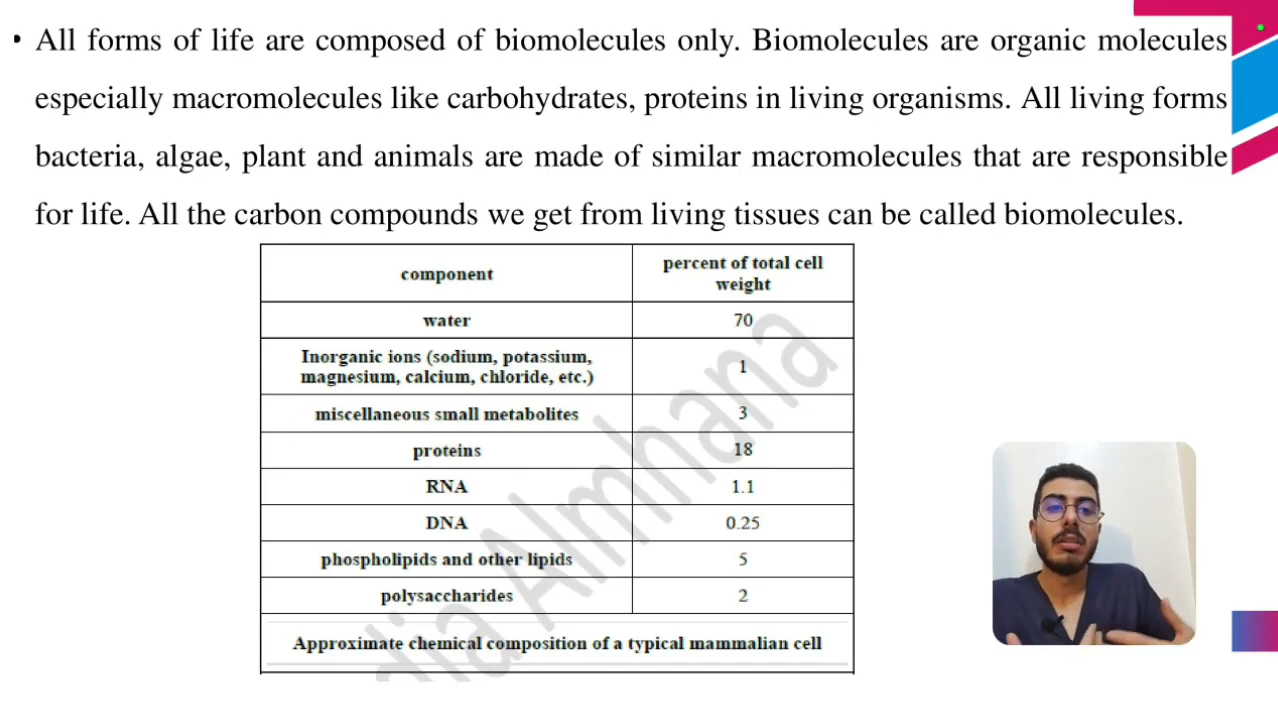 • All forms of life are composed of biomolecules only. Biomolecules are organic molecules
especially macromolecules like carbohydrates, proteins in living organisms. All living forms
bacteria, algae, plant and animals are made of similar macromolecules that are responsible
for life. All the carbon compounds we get from living tissues can be called biomolecules.
component
percent of total cell
weight
water
70
Inorganic ions (sodium, potassium,
magnesium, calcium, chloride, etc.)
1
miscellaneous small metabolites
3
proteins
18
RNA
1.1
DNA
0.25
phospholipids and other lipids
5
polysaccharides
2
Approximate chemical composition of a typical mammalian cell
Almhana